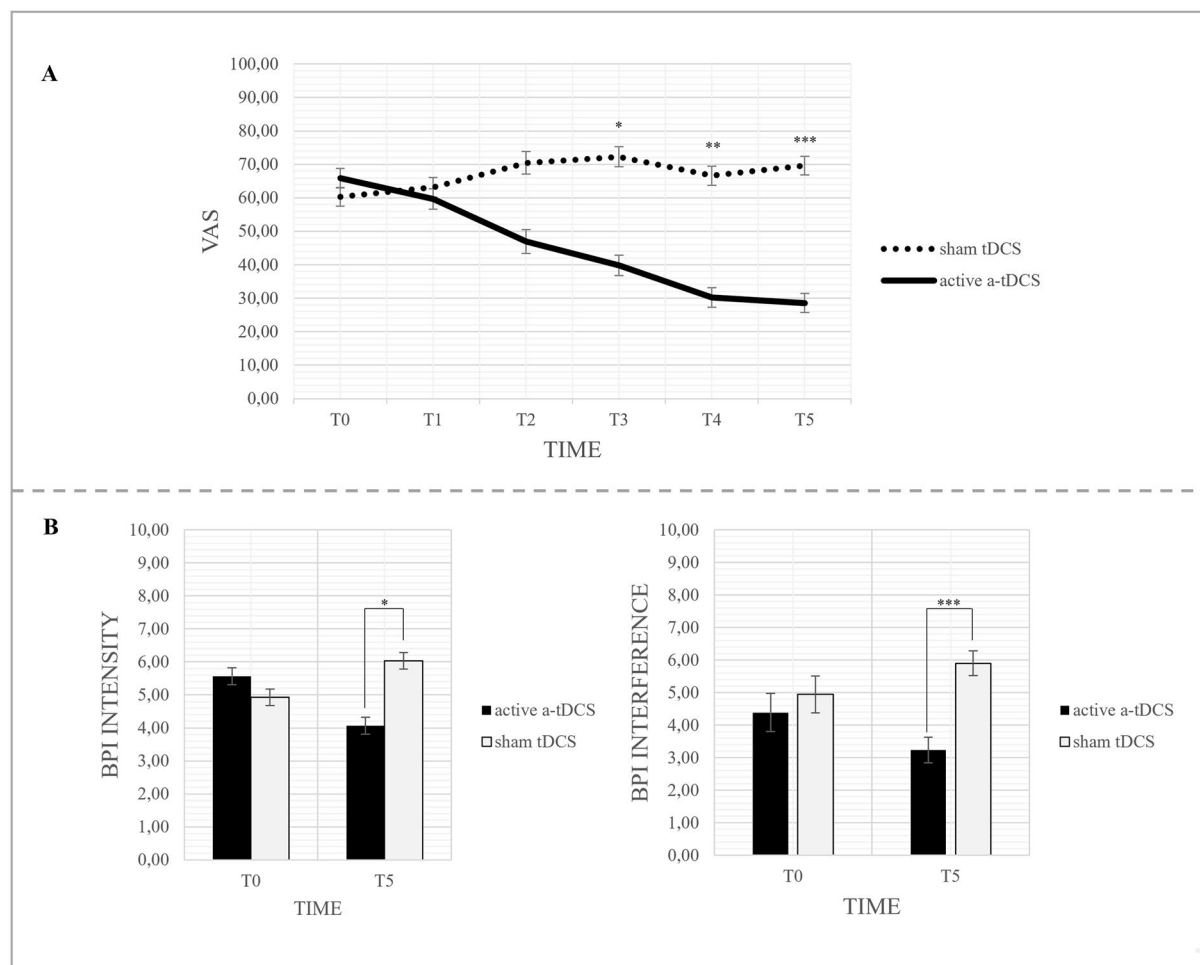 A
100,00
90,00
80,00
70,00
60,00
50,00
40,00
30,00
20,00
10,00
0,00
VAS
*
**
***
T0 T1 T2 T3 T4 T5
TIME
sham tDCS
active a-tDCS
B
10,00
9,00
8,00
7,00
6,00
5,00
4,00
3,00
2,00
1,00
0,00
BPI INTENSITY
*
T0 T5
TIME
active a-tDCS
sham tDCS
10,00
9,00
8,00
7,00
6,00
5,00
4,00
3,00
2,00
1,00
0,00
BPI INTERFERENCE
***
T0 T5
TIME
active a-tDCS
sham tDCS